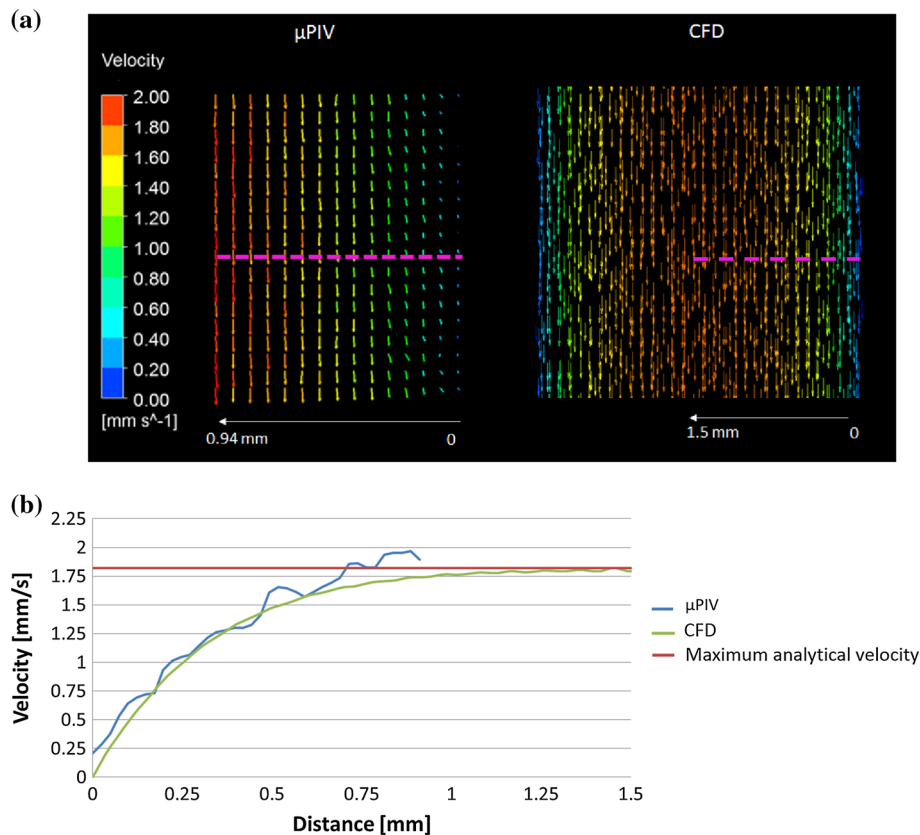 (a)
μPIV
CFD
Velocity
2.00
1.80
1.60
1.40
1.20
1.00
0.80
0.60
0.40
0.20
0.00
[mm s^-1]
0.94 mm
0
1.5 mm
0
(b)
2.25
2
1.75
1.5
1.25
1
0.75
0.5
0.25
0
Velocity [mm/s]
0
0.25
0.5
0.75
1
1.25
1.5
Distance [mm]
μPIV
CFD
Maximum analytical velocity